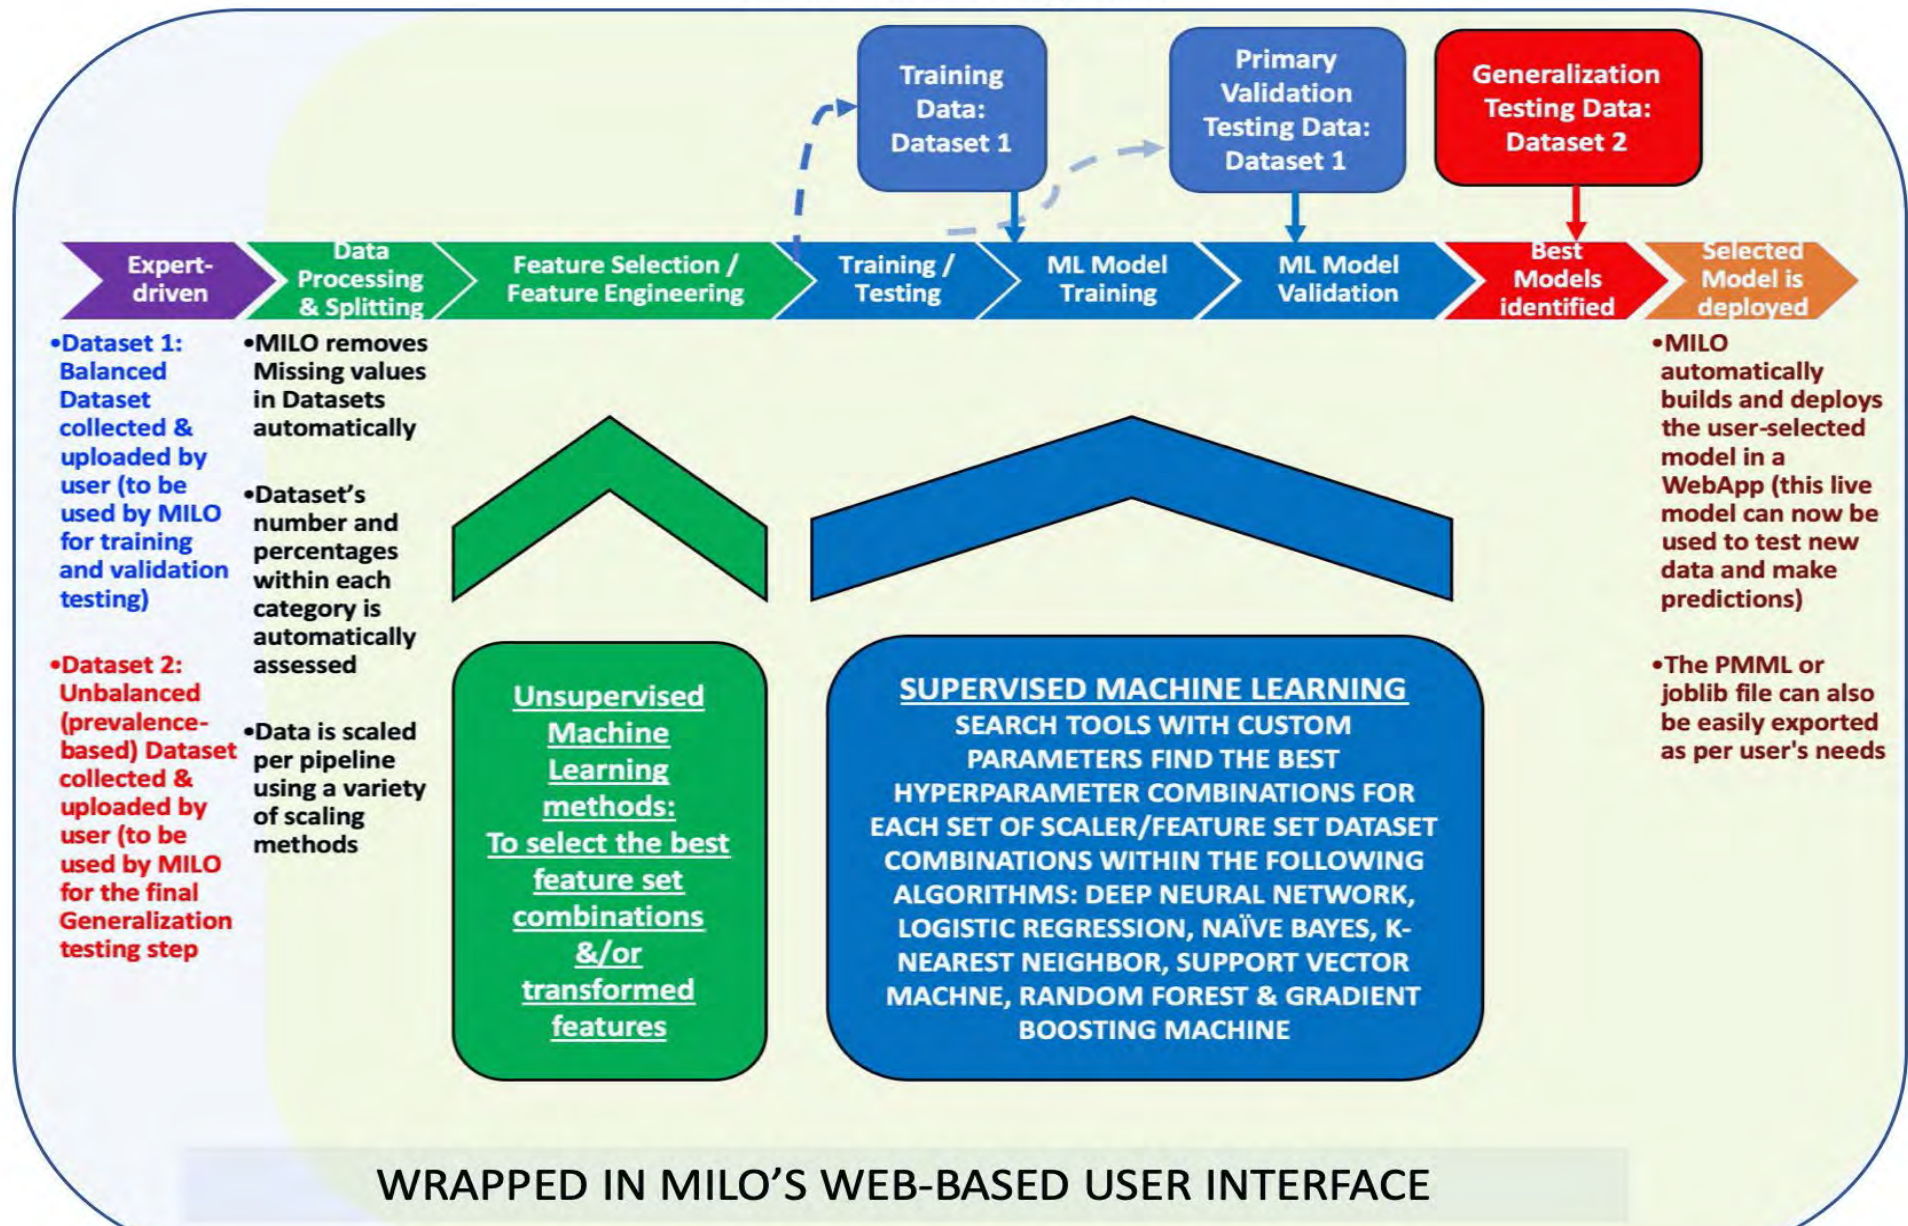 Training
Data:
Dataset 1
Primary
Validation
Testing Data:
Dataset 1
Generalization
Testing Data:
Dataset 2
Expert-
driven
Data
Processing
& Splitting
Feature Selection /
Feature Engineering
Training /
Testing
ML Model
Training
ML Model
Validation
Best
Models
identified
Selected
Model is
deployed
•Dataset 1:
Balanced
Dataset
collected &
uploaded by
user (to be
used by MILO
for training
and validation
testing)
•Dataset 2:
Unbalanced
(prevalence-
based) Dataset
collected &
uploaded by
user (to be
used by MILO
for the final
Generalization
testing step
•MILO removes
Missing values
in Datasets
automatically
•Dataset’s
number and
percentages
within each
category is
automatically
assessed
•Data is scaled
per pipeline
using a variety
of scaling
methods
Unsupervised
Machine
Learning
methods:
To select the best
feature set
combinations
&/or
transformed
features
SUPERVISED MACHINE LEARNING
SEARCH TOOLS WITH CUSTOM
PARAMETERS FIND THE BEST
HYPERPARAMETER COMBINATIONS FOR
EACH SET OF SCALER/FEATURE SET DATASET
COMBINATIONS WITHIN THE FOLLOWING
ALGORITHMS: DEEP NEURAL NETWORK,
LOGISTIC REGRESSION, NAÏVE BAYES, K-
NEAREST NEIGHBOR, SUPPORT VECTOR
MACHNE, RANDOM FOREST & GRADIENT
BOOSTING MACHINE
•MILO
automatically
builds and deploys
the user-selected
model in a
WebApp (this live
model can now be
used to test new
data and make
predictions)
•The PMML or
joblib file can also
be easily exported
as per user's needs
WRAPPED IN MILO’S WEB-BASED USER INTERFACE